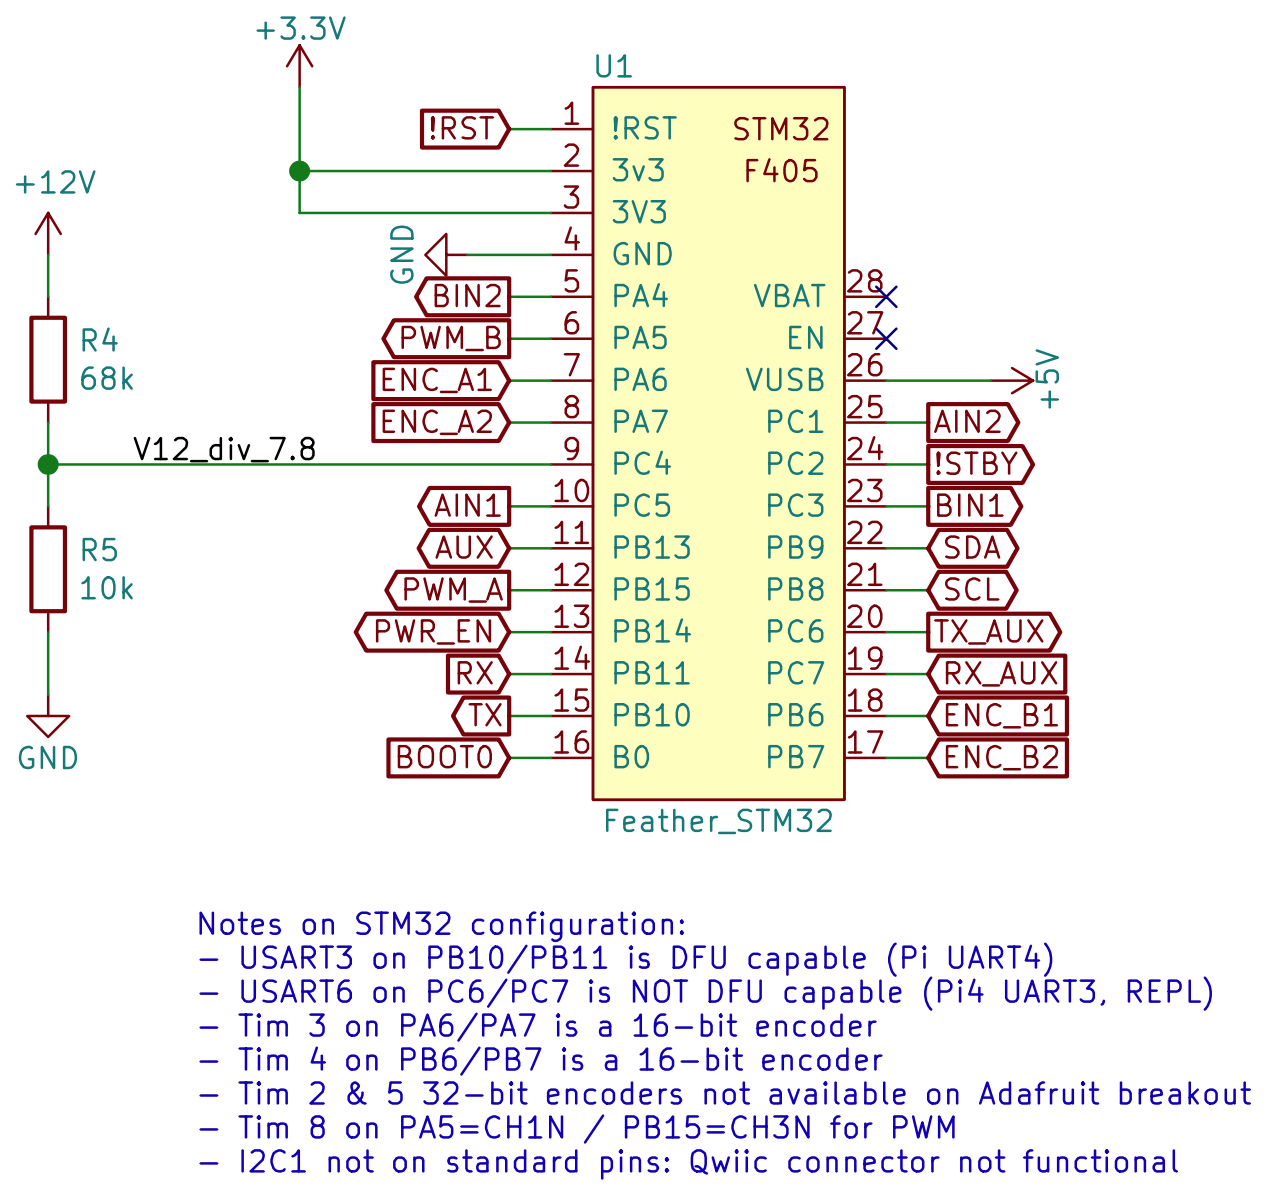 +3.3V
U1
!RST
1
!RST
STM32
2
3v3
F405
+12V
3
3V3
GND
4
GND
BIN2
5
PA4
VBAT
28
R4
PWM_B
6
PA5
EN
27
68k
ENC_A1
7
PA6
VUSB
26
+5V
ENC_A2
8
PA7
PC1
25
AIN2
V12_div_7.8
9
PC4
PC2
24
!STBY
AIN1
10
PC5
PC3
23
BIN1
R5
AUX
11
PB13
PB9
22
SDA
10k
PWM_A
12
PB15
PB8
21
SCL
PWR_EN
13
PB14
PC6
20
TX_AUX
RX
14
PB11
PC7
19
RX_AUX
TX
15
PB10
PB6
18
ENC_B1
GND
BOOT0
16
B0
PB7
17
ENC_B2
Feather_STM32
Notes on STM32 configuration:
- USART3 on PB10/PB11 is DFU capable (Pi UART4)
- USART6 on PC6/PC7 is NOT DFU capable (Pi4 UART3, REPL)
- Tim 3 on PA6/PA7 is a 16-bit encoder
- Tim 4 on PB6/PB7 is a 16-bit encoder
- Tim 2 & 5 32-bit encoders not available on Adafruit breakout
- Tim 8 on PA5=CH1N / PB15=CH3N for PWM
- I2C1 not on standard pins: Qwiic connector not functional